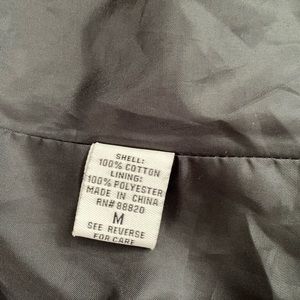 SHELL:
100% COTTON
LINING:
100% POLYESTER
MADE IN CHINA
RN# 88820
M
SEE REVERSE
FOR CARE